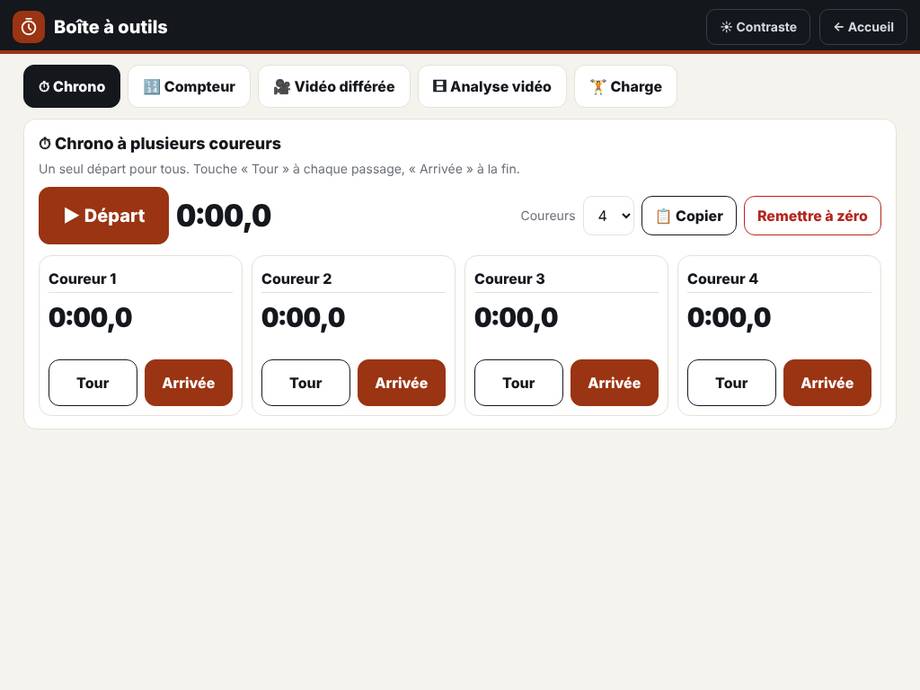 Boîte à outils
☀ Contraste
← Accueil
⏱ Chrono
🔢 Compteur
🎥 Vidéo différée
🎞 Analyse vidéo
🏋 Charge
⏱ Chrono à plusieurs coureurs
Un seul départ pour tous. Touche « Tour » à chaque passage, « Arrivée » à la fin.
▶ Départ
0:00,0
Coureurs
4
📋 Copier
Remettre à zéro
Coureur 1
0:00,0
Tour
Arrivée
Coureur 2
0:00,0
Tour
Arrivée
Coureur 3
0:00,0
Tour
Arrivée
Coureur 4
0:00,0
Tour
Arrivée